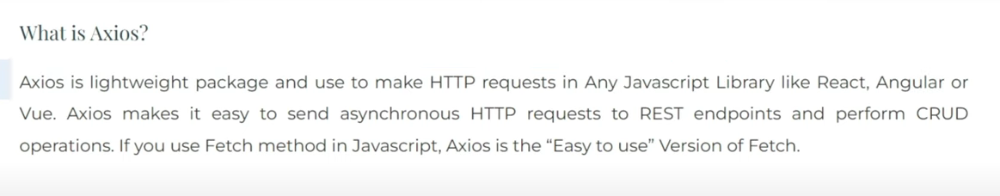 What is Axios?
Axios is lightweight package and use to make HTTP requests in Any Javascript Library like React, Angular or
Vue. Axios makes it easy to send asynchronous HTTP requests to REST endpoints and perform CRUD
operations. If you use Fetch method in Javascript, Axios is the “Easy to use” Version of Fetch.